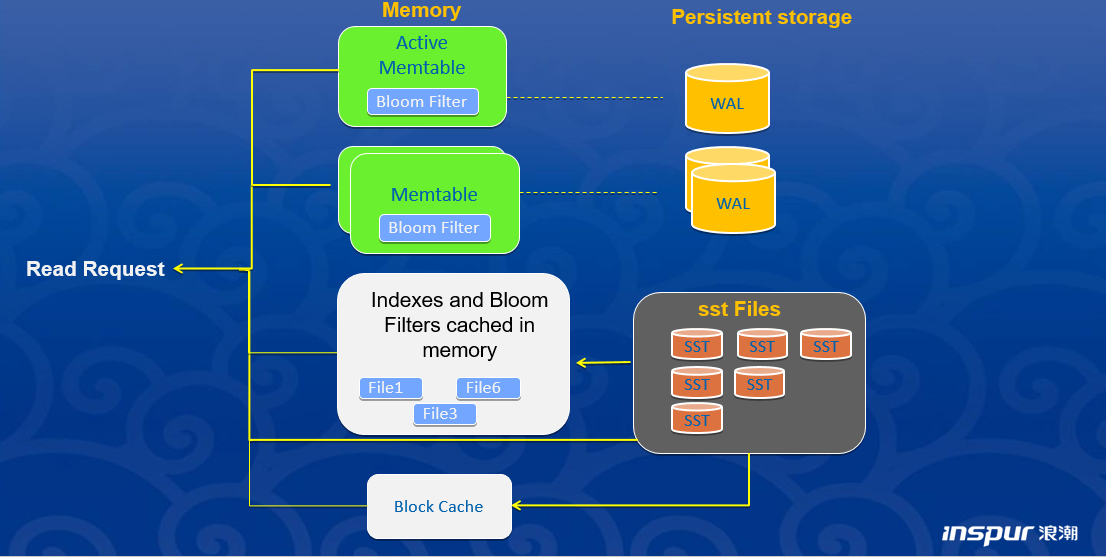 Memory
Persistent storage
Active
Memtable
Bloom Filter
WAL
Memtable
Bloom Filter
WAL
Read Request
Indexes and Bloom
Filters cached in
memory
File1
File6
File3
sst Files
SST
SST
SST
SST
SST
SST
Block Cache
inspur 浪潮